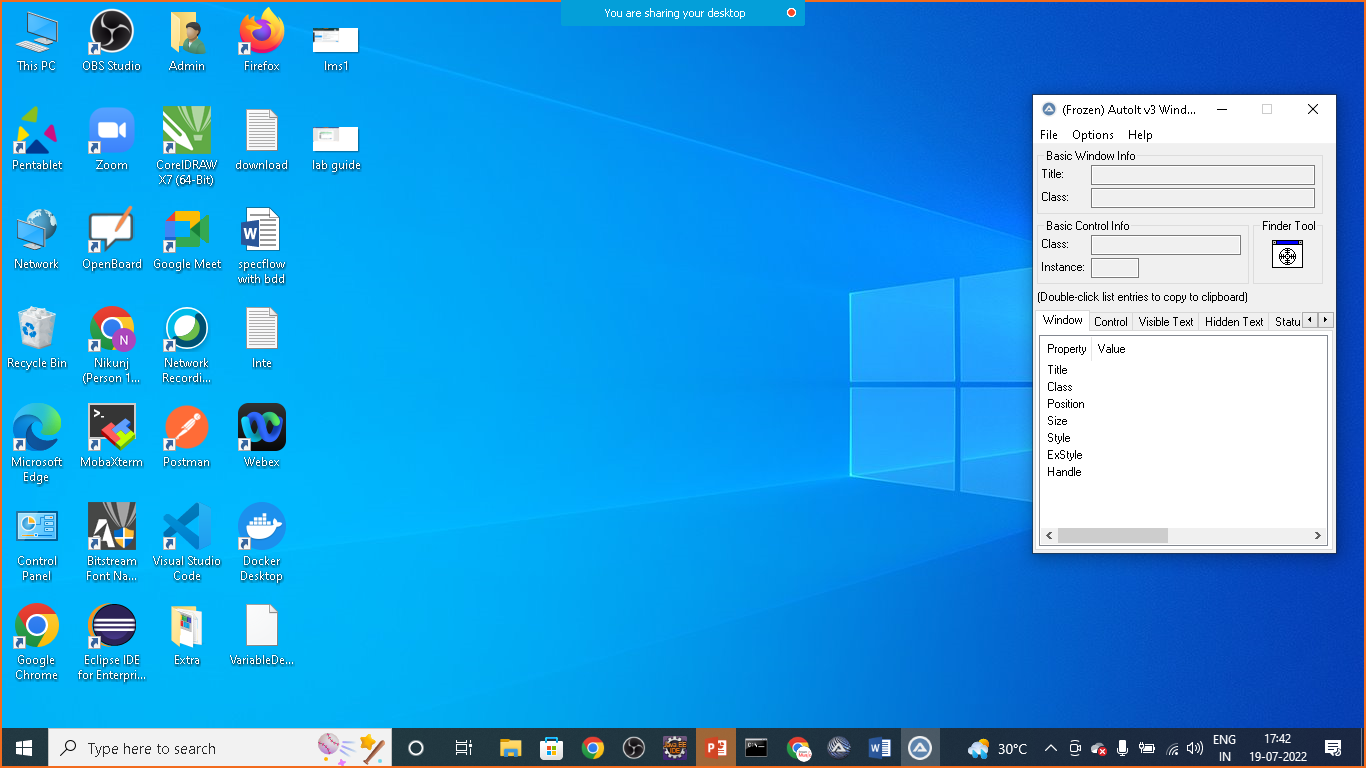 You are sharing your desktop
This PC
OBS Studio
Admin
Firefox
lms1
Pentablet
Zoom
CorelDRAW
X7 (64-Bit)
download
lab guide
Network
OpenBoard
Google Meet
specflow
with bdd
Recycle Bin
Nikunj
(Person 1...
Network
Recordi...
Inte
Microsoft
Edge
MobaXterm
Postman
Webex
Control
Panel
Bitstream
Font Na...
Visual Studio
Code
Docker
Desktop
Google
Chrome
Eclipse IDE
for Enterpri...
Extra
VariableDe...
(Frozen) AutoIt v3 Wind...
File Options Help
Basic Window Info
Title:
Class:
Basic Control Info
Finder Tool
Class:
Instance:
(Double-click list entries to copy to clipboard)
Window Control Visible Text Hidden Text Statu
Property Value
Title
Class
Position
Size
Style
ExStyle
Handle
Type here to search
30°C
ENG
IN
17:42
19-07-2022